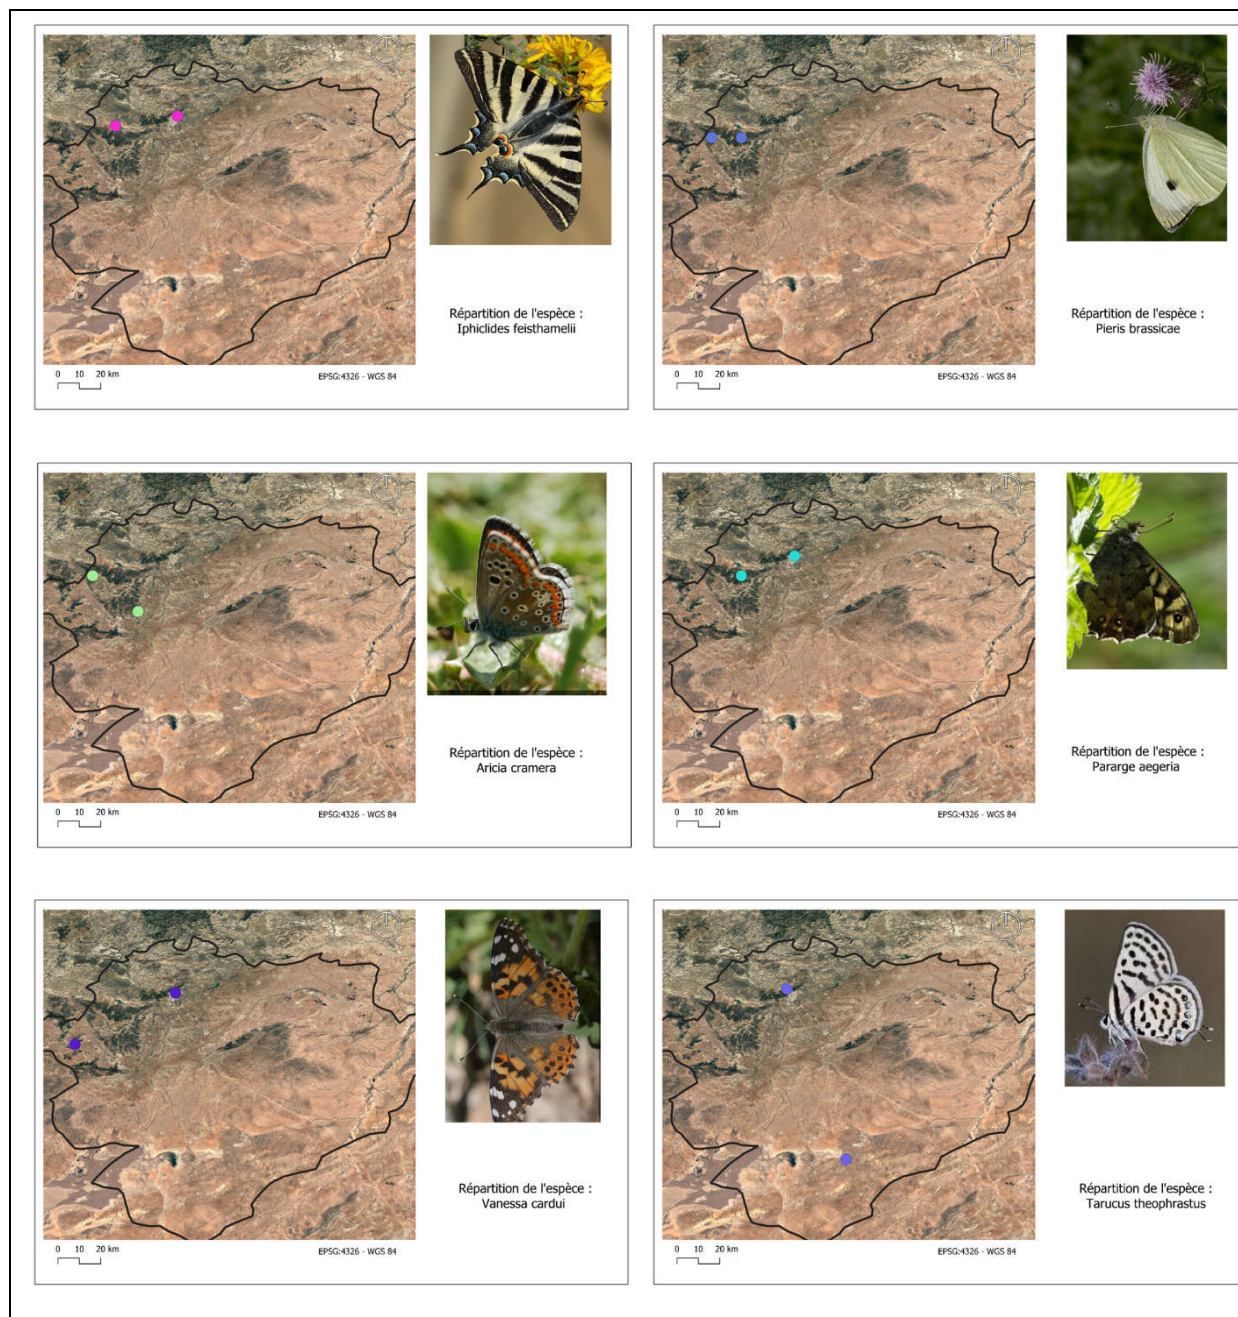 Répartition de l'espèce :
Iphiclides feisthamelii
0 10 20 km
EPSG:4326 - WGS 84
Répartition de l'espèce :
Pieris brassicae
0 10 20 km
EPSG:4326 - WGS 84
Répartition de l'espèce :
Aricia cramera
0 10 20 km
EPSG:4326 - WGS 84
Répartition de l'espèce :
Pararge aegeria
0 10 20 km
EPSG:4326 - WGS 84
Répartition de l'espèce :
Vanessa cardui
0 10 20 km
EPSG:4326 - WGS 84
Répartition de l'espèce :
Tarucus theophrastus
0 10 20 km
EPSG:4326 - WGS 84